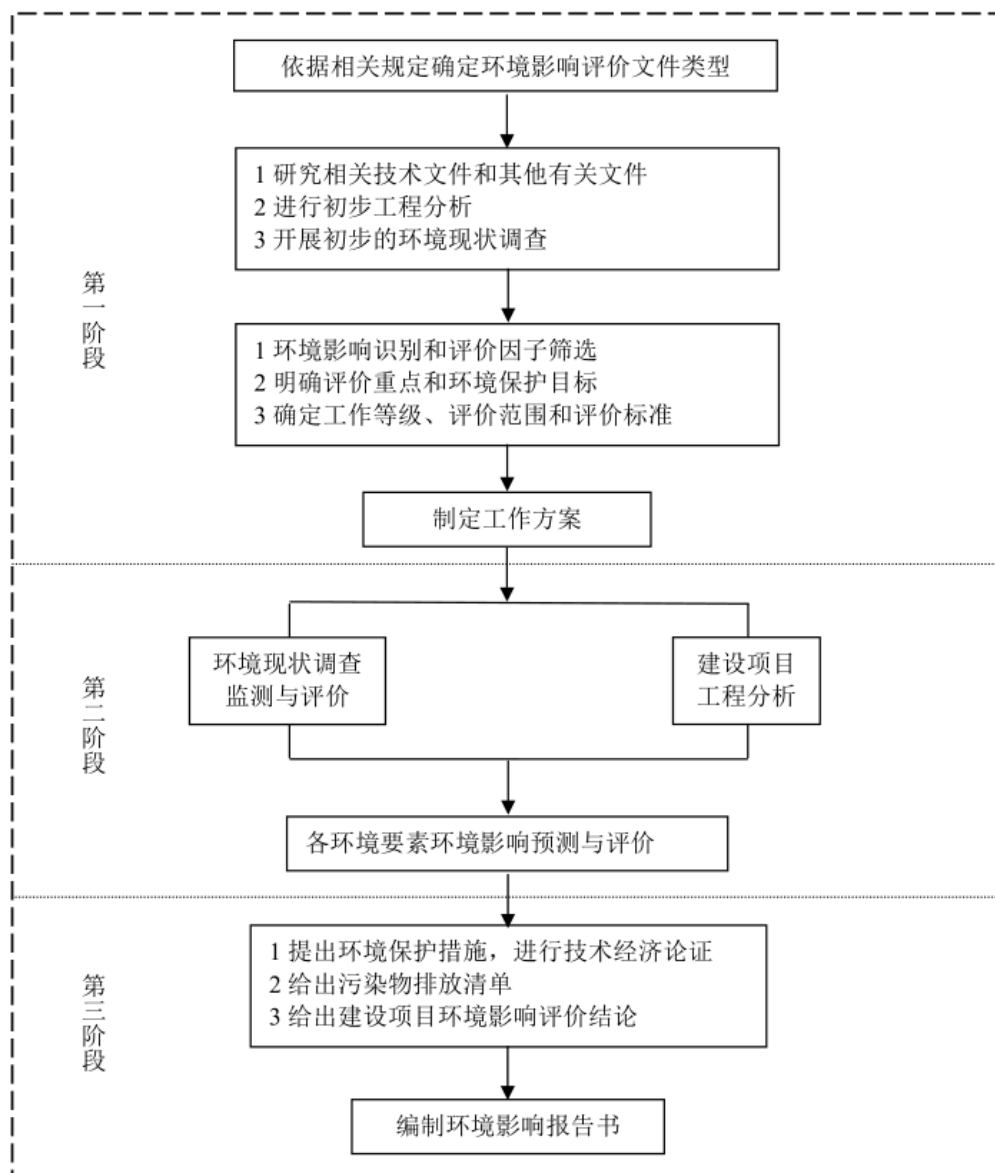 依据相关规定确定环境影响评价文件类型
1 研究相关技术文件和其他有关文件
2 进行初步工程分析
3 开展初步的环境现状调查
第一阶段
1 环境影响识别和评价因子筛选
2 明确评价重点和环境保护目标
3 确定工作等级、评价范围和评价标准
制定工作方案
第二阶段
环境现状调查
监测与评价
建设项目
工程分析
各环境要素环境影响预测与评价
第三阶段
1 提出环境保护措施，进行技术经济论证
2 给出污染物排放清单
3 给出建设项目环境影响评价结论
编制环境影响报告书